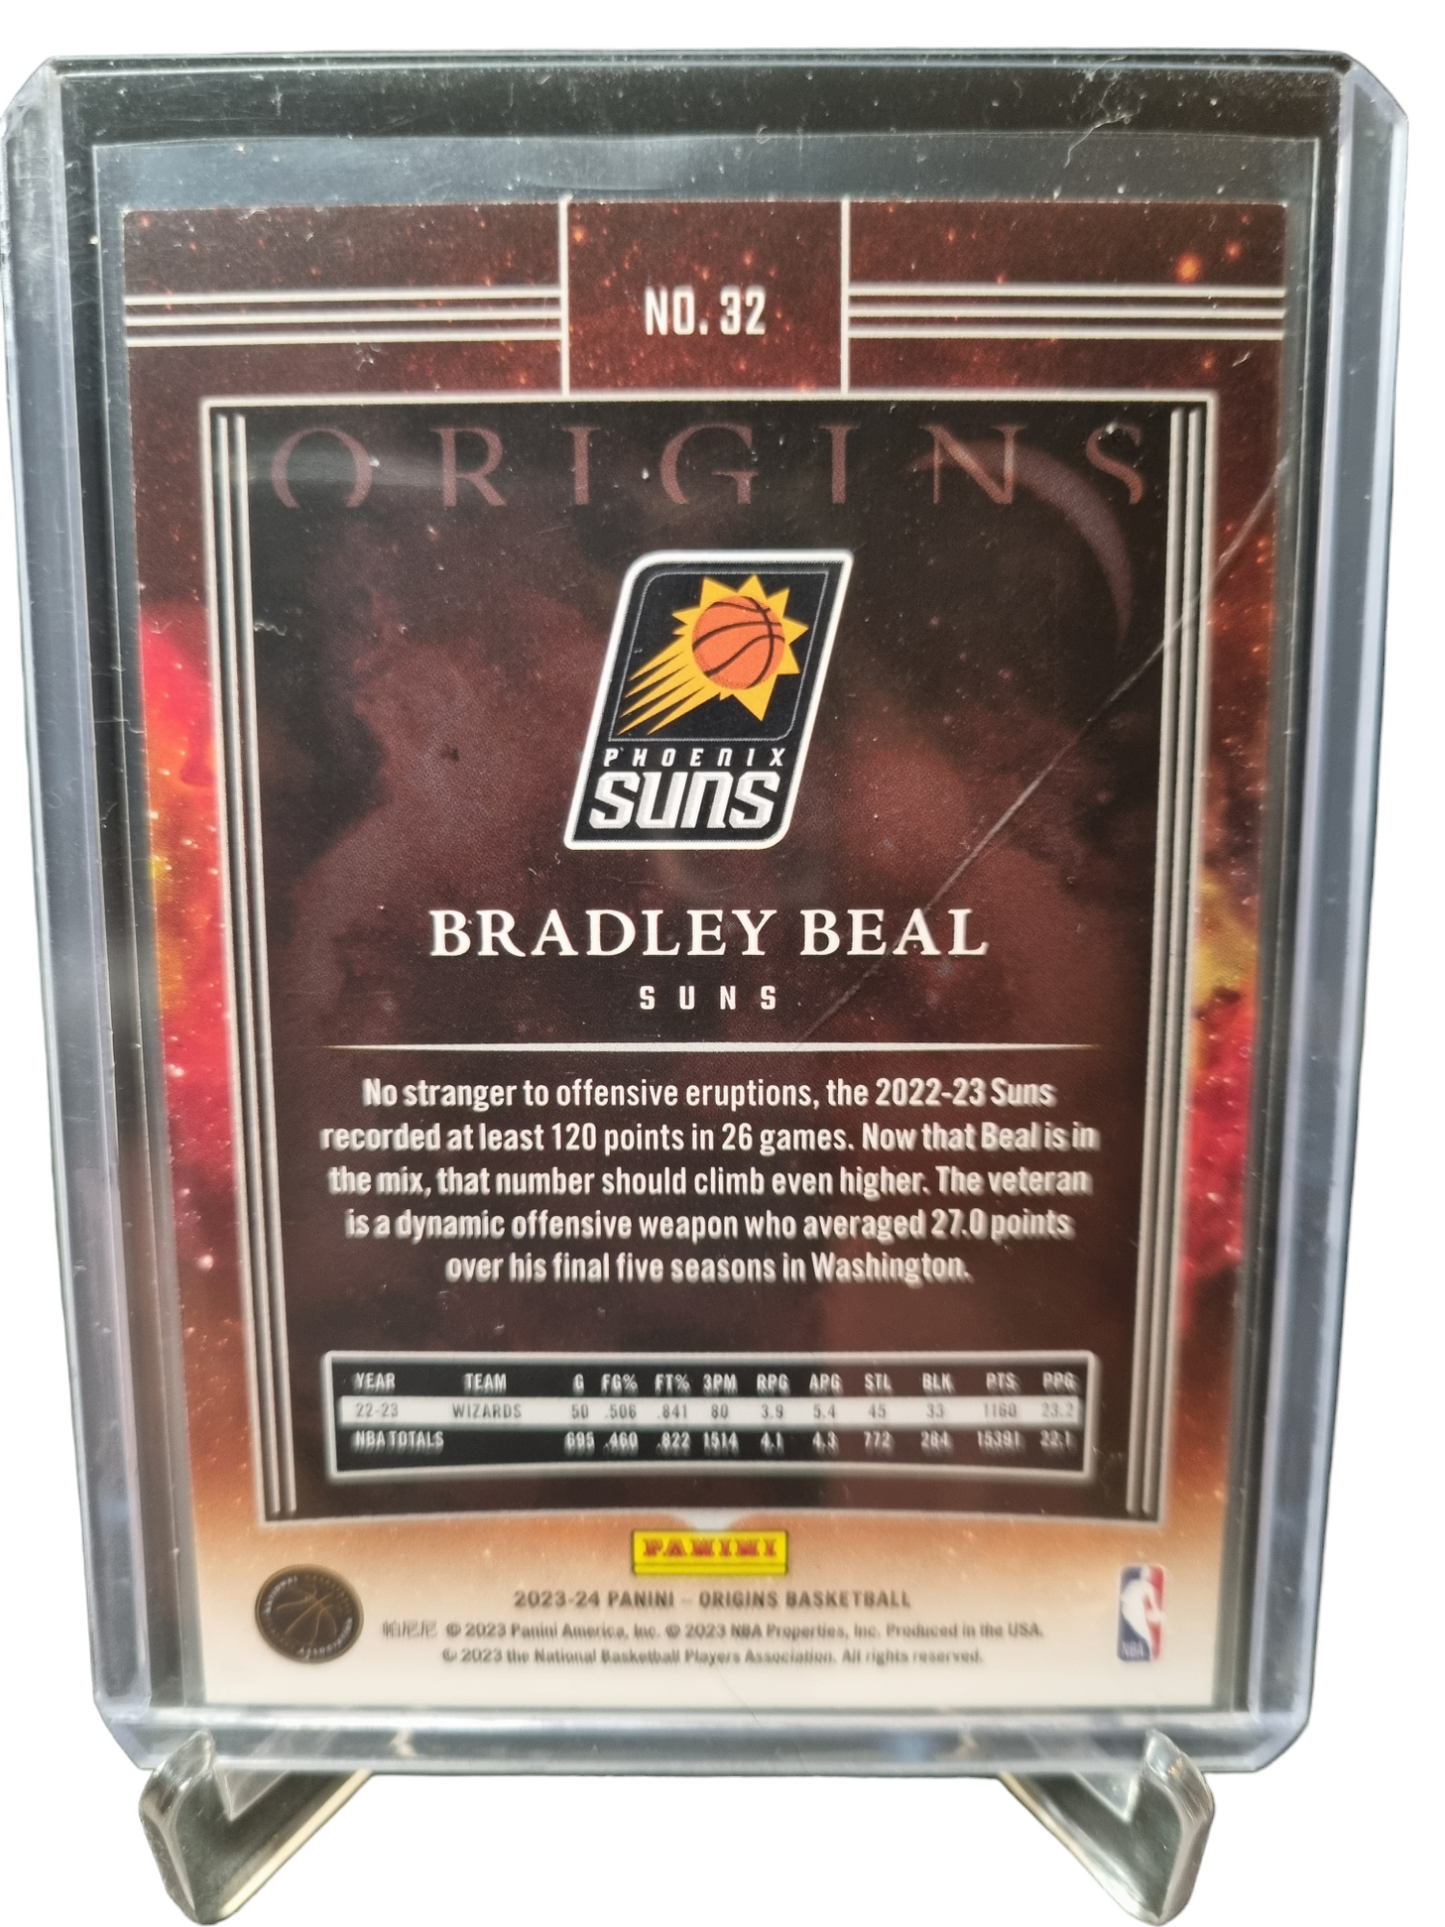 NO. 32
ORIGINS
PHOENIX
SUNS
BRADLEY BEAL
SUNS
No stranger to offensive eruptions, the 2022-23 Suns
recorded at least 120 points in 26 games. Now that Beal is in
the mix, that number should climb even higher. The veteran
is a dynamic offensive weapon who averaged 27.0 points
over his final five seasons in Washington.
YEAR TEAM G FG% FT% 3PM RPG APG STL BLK PTS PPG
22-23 WIZARDS 50 .506 .841 80 3.9 5.4 45 33 1160 23.2
NBA TOTALS 695 .460 .822 1514 4.1 4.3 772 264 15391 22.1
PANINI
2023-24 PANINI - ORIGINS BASKETBALL
帕尼尼 © 2023 Panini America, Inc. © 2023 NBA Properties, Inc. Produced in the USA.
© 2023 the National Basketball Players Association. All rights reserved.
NBA